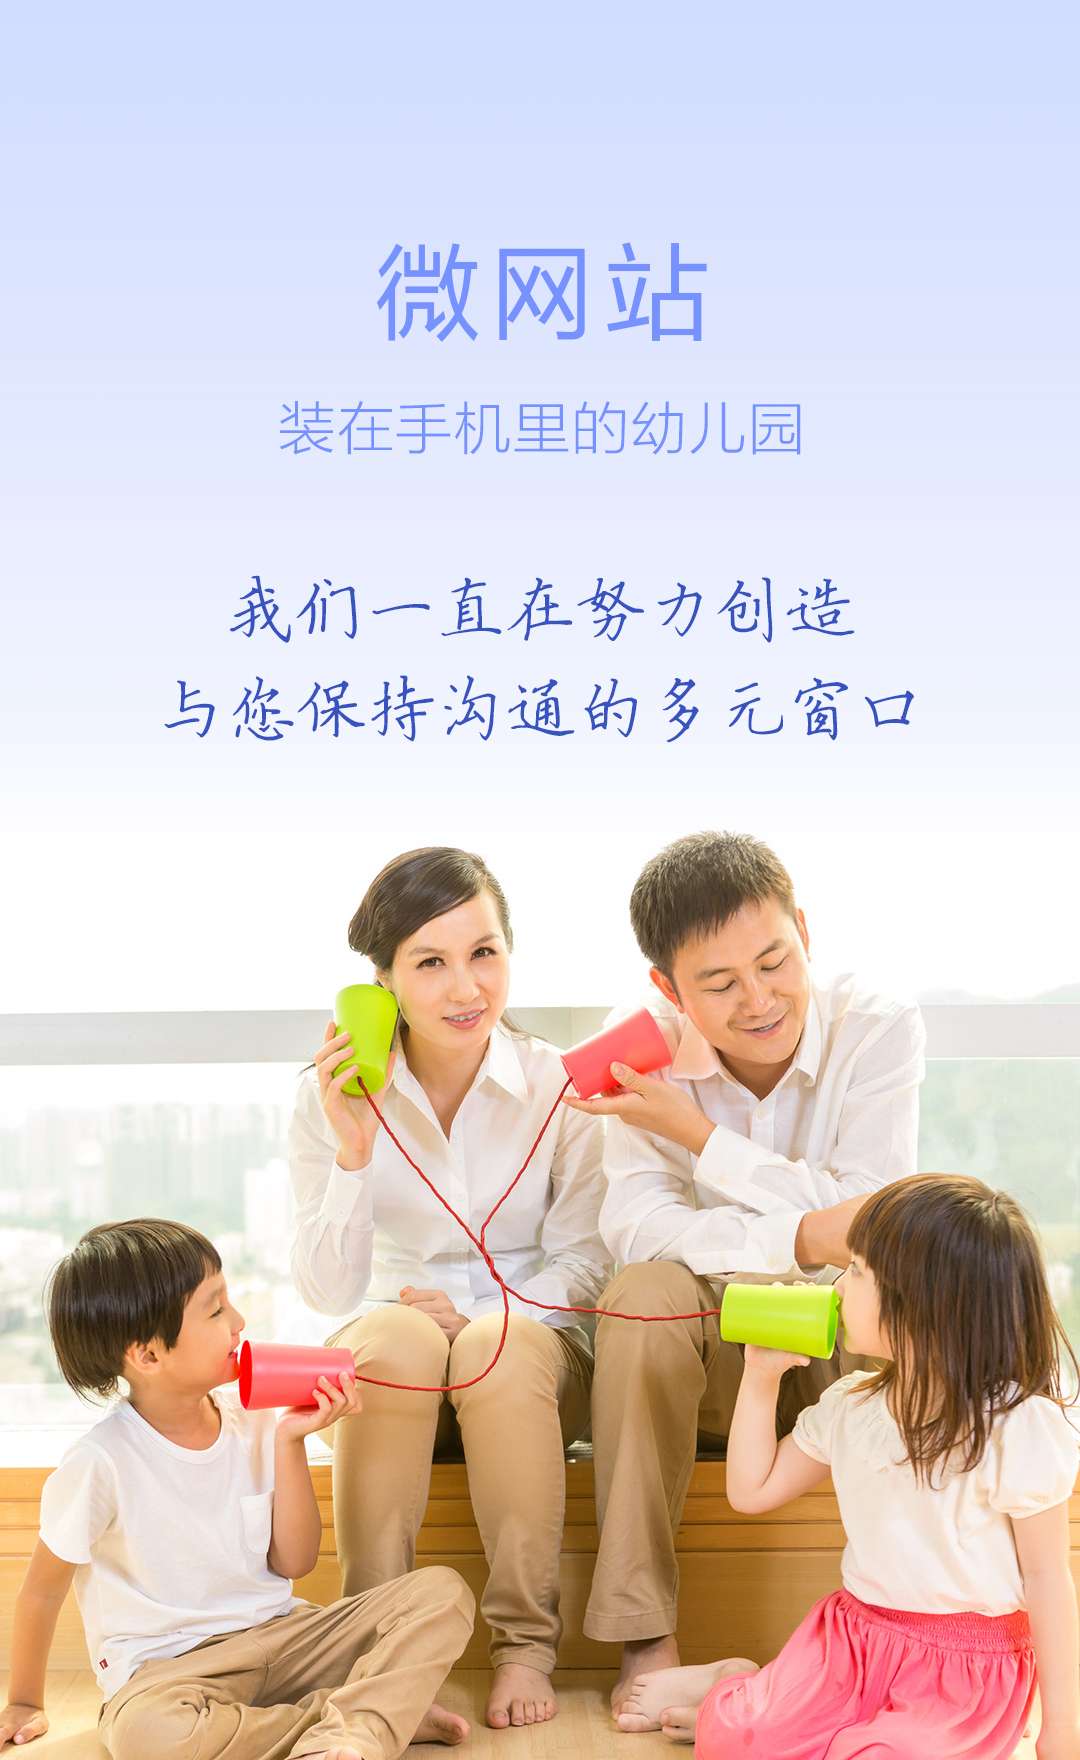 微网站
装在手机里的幼儿园
我们一直在努力创造
与您保持沟通的多元窗口